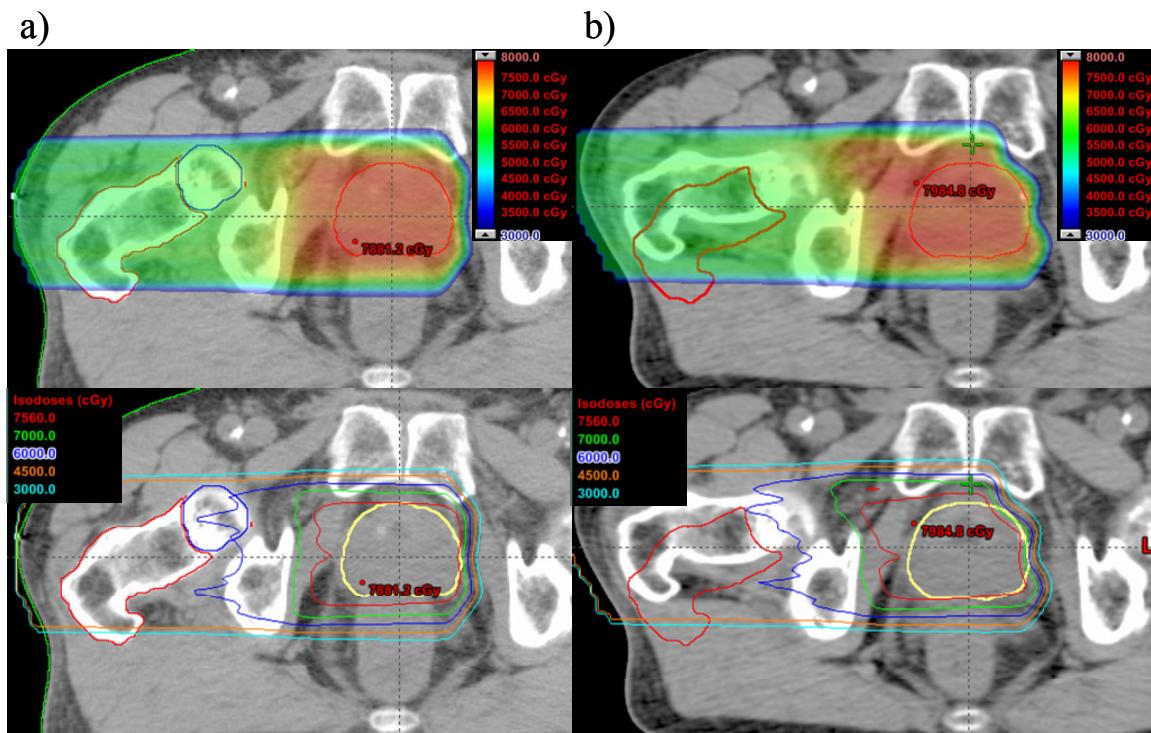 a)
b)
8000.0
7500.0 cGy
7000.0 cGy
6500.0 cGy
6000.0 cGy
5500.0 cGy
5000.0 cGy
4500.0 cGy
4000.0 cGy
3500.0 cGy
3000.0
7881.2 cGy
8000.0
7500.0 cGy
7000.0 cGy
6500.0 cGy
6000.0 cGy
5500.0 cGy
5000.0 cGy
4500.0 cGy
4000.0 cGy
3500.0 cGy
3000.0
7984.8 cGy
Isodoses (cGy)
7560.0
7000.0
6000.0
4500.0
3000.0
7881.2 cGy
Isodoses (cGy)
7560.0
7000.0
6000.0
4500.0
3000.0
7984.8 cGy
L